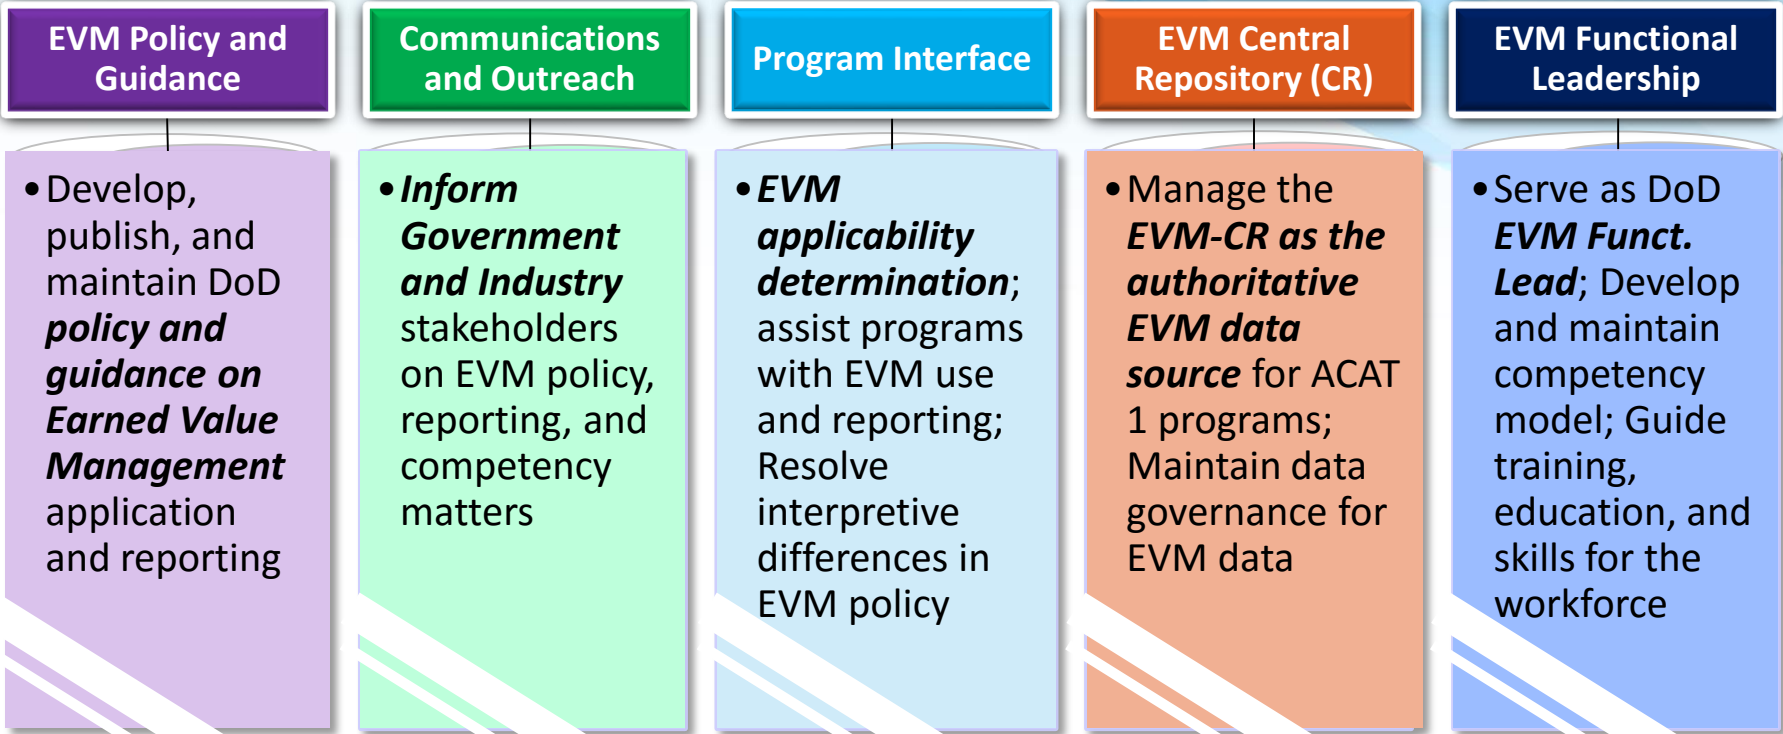 EVM Policy and
Guidance
• Develop,
publish, and
maintain DoD
policy and
guidance on
Earned Value
Management
application
and reporting
Communications
and Outreach
• Inform
Government
and Industry
stakeholders
on EVM policy,
reporting, and
competency
matters
Program Interface
• EVM
applicability
determination;
assist programs
with EVM use
and reporting;
Resolve
interpretive
differences in
EVM policy
EVM Central
Repository (CR)
• Manage the
EVM-CR as the
authoritative
EVM data
source for ACAT
1 programs;
Maintain data
governance for
EVM data
EVM Functional
Leadership
• Serve as DoD
EVM Funct.
Lead; Develop
and maintain
competency
model; Guide
training,
education, and
skills for the
workforce